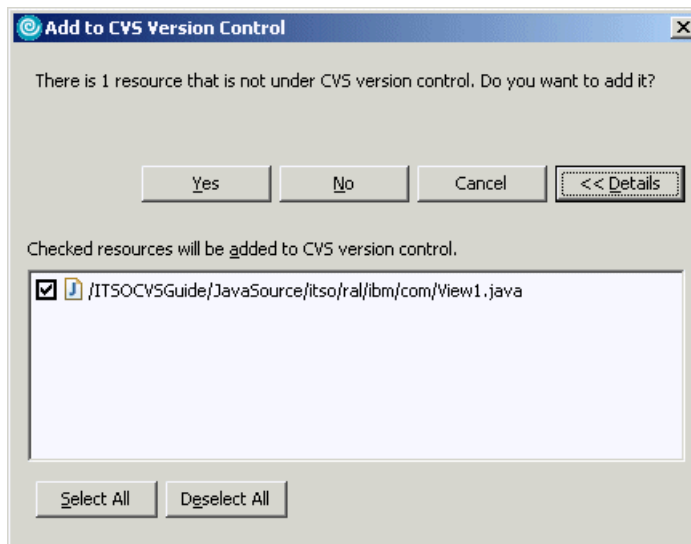 Add to CVS Version Control
There is 1 resource that is not under CVS version control. Do you want to add it?
Yes No Cancel << Details
Checked resources will be added to CVS version control.
J /ITSOCVSGuide/JavaSource/itso/ral/ibm/com/View1.java
Select All Deselect All